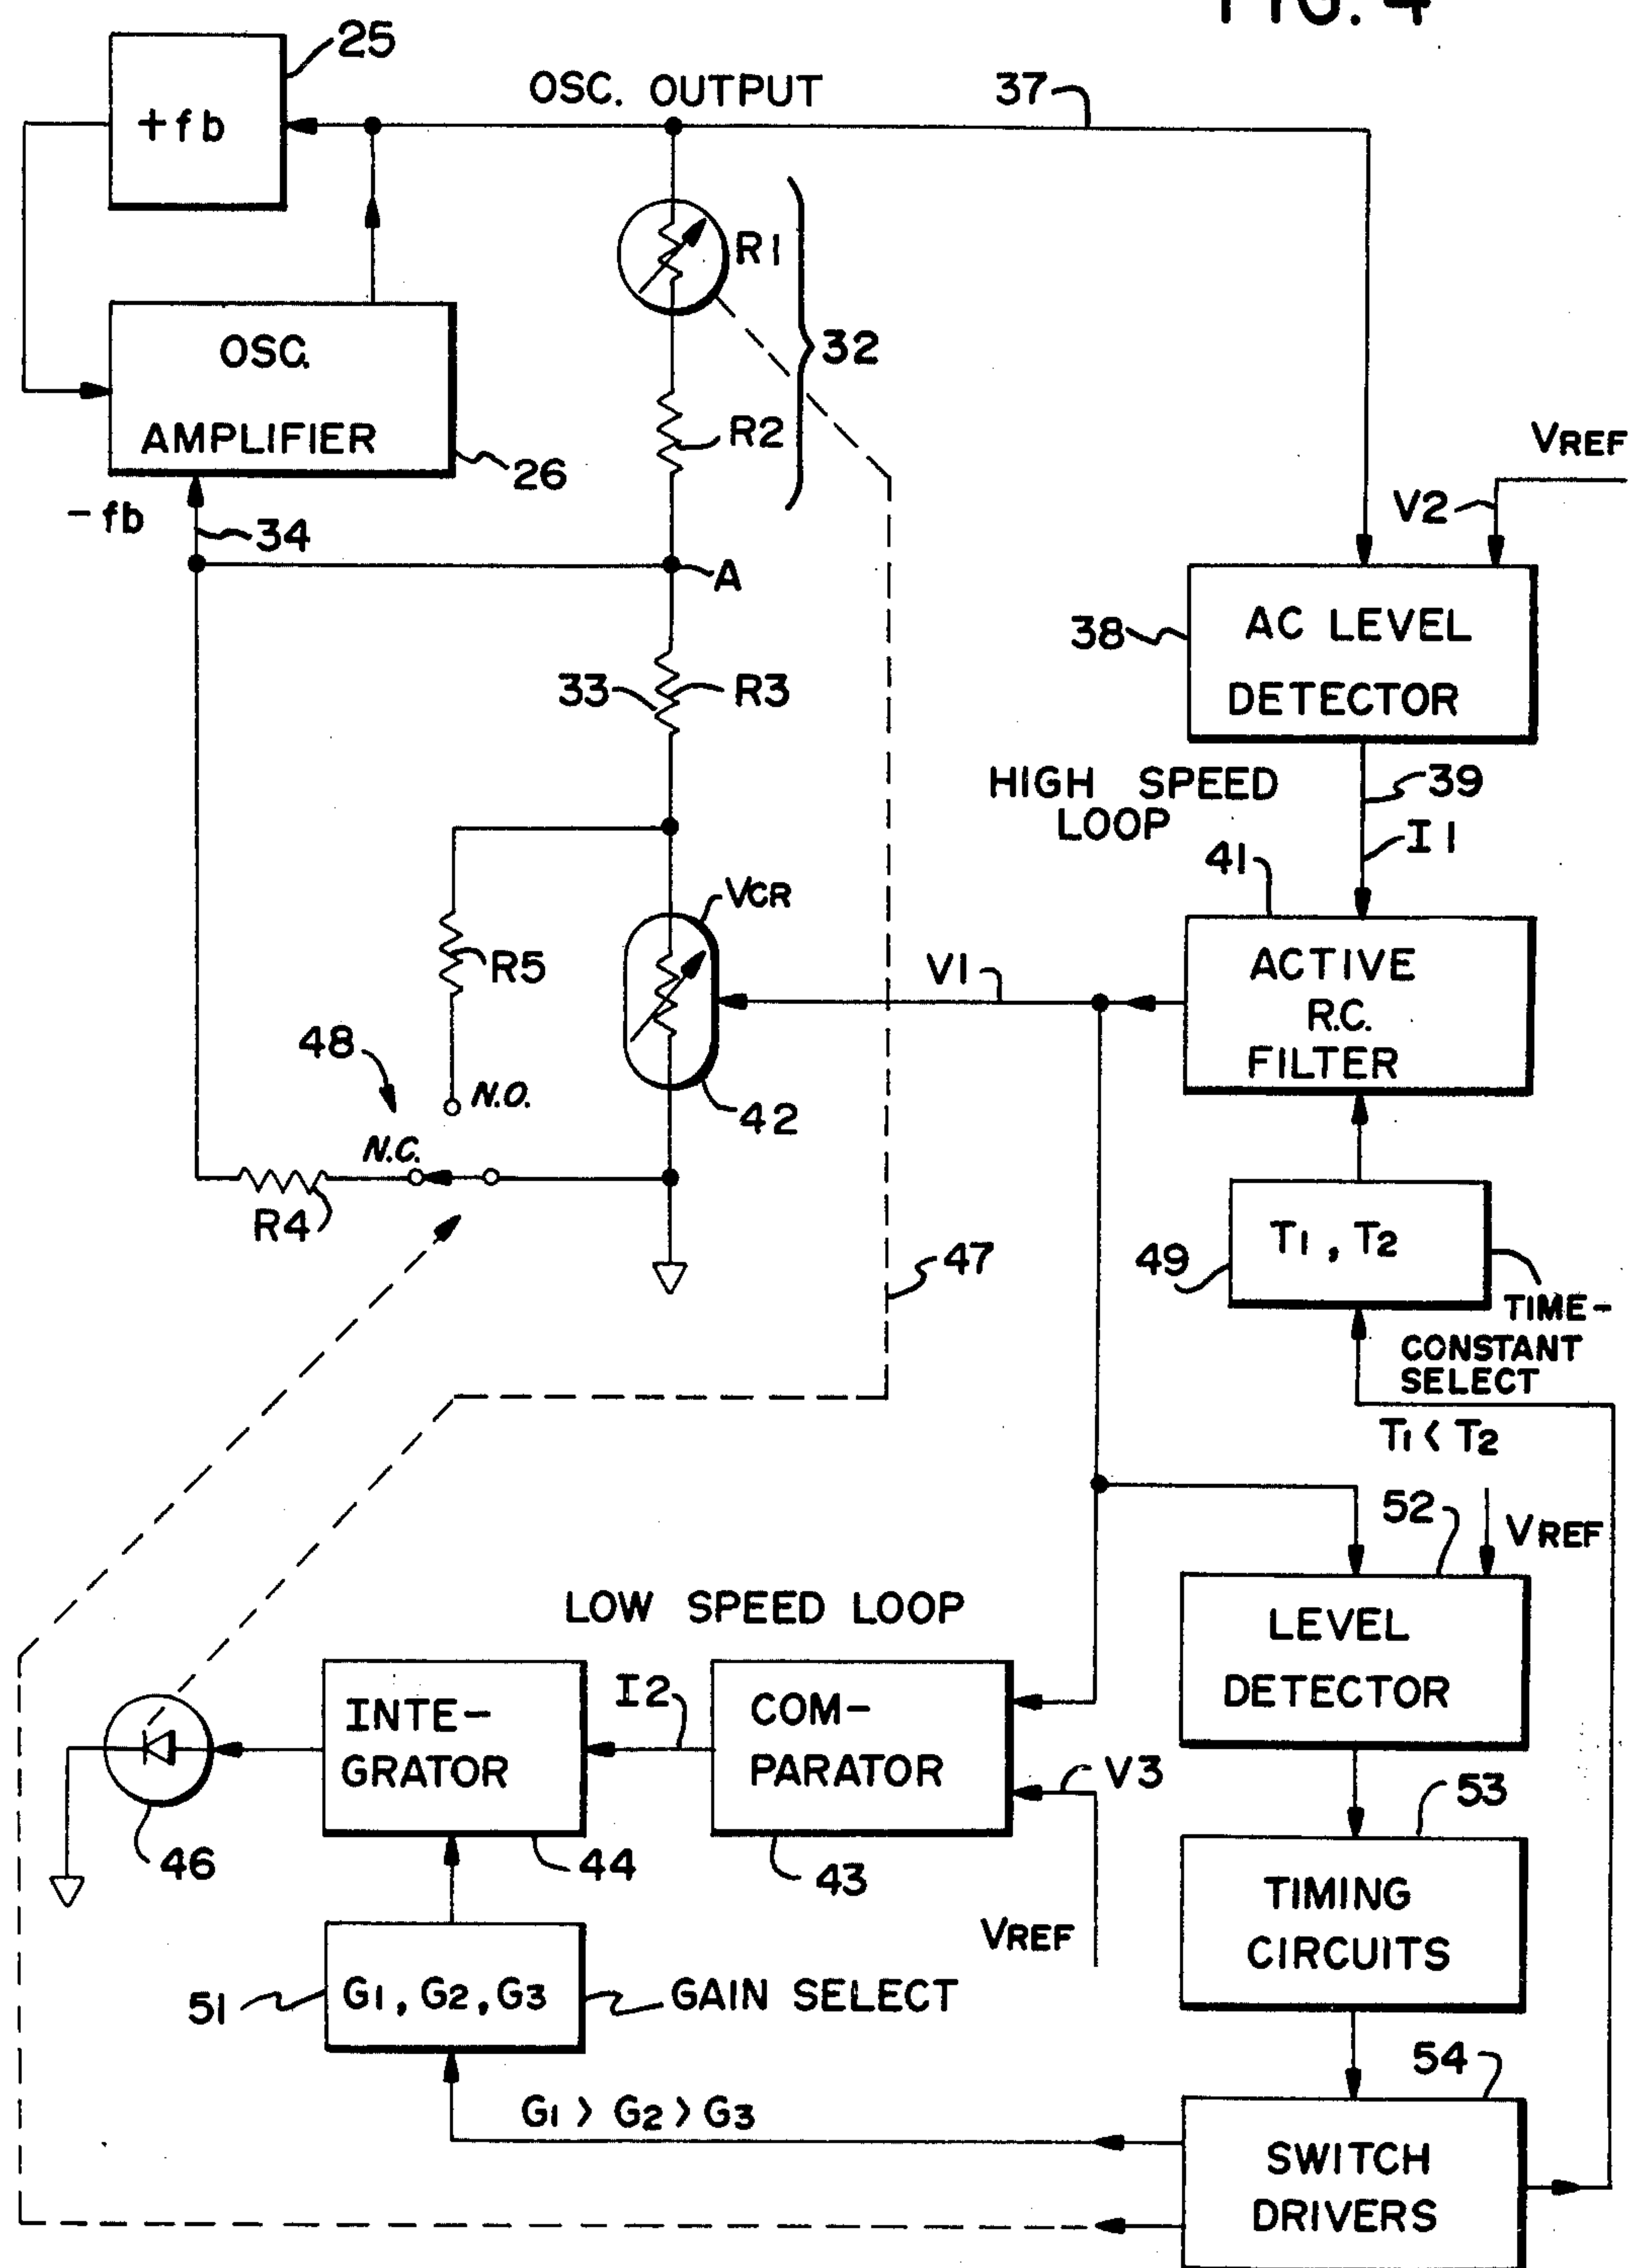 FIG. 4
25
+fb
OSC. OUTPUT
37
R1
32
OSC.
AMPLIFIER
R2
26
-fb
34
A
VREF
V2
38
AC LEVEL
DETECTOR
33
R3
HIGH SPEED
LOOP
39
I1
41
VCR
R5
V1
ACTIVE
R.C.
FILTER
48
N.O.
42
N.C.
R4
47
49
T1, T2
TIME-
CONSTANT
SELECT
T1 < T2
52
VREF
LOW SPEED LOOP
LEVEL
DETECTOR
INTE-
GRATOR
I2
COM-
PARATOR
V3
53
46
44
43
TIMING
CIRCUITS
VREF
51
G1, G2, G3
GAIN SELECT
54
G1 > G2 > G3
SWITCH
DRIVERS